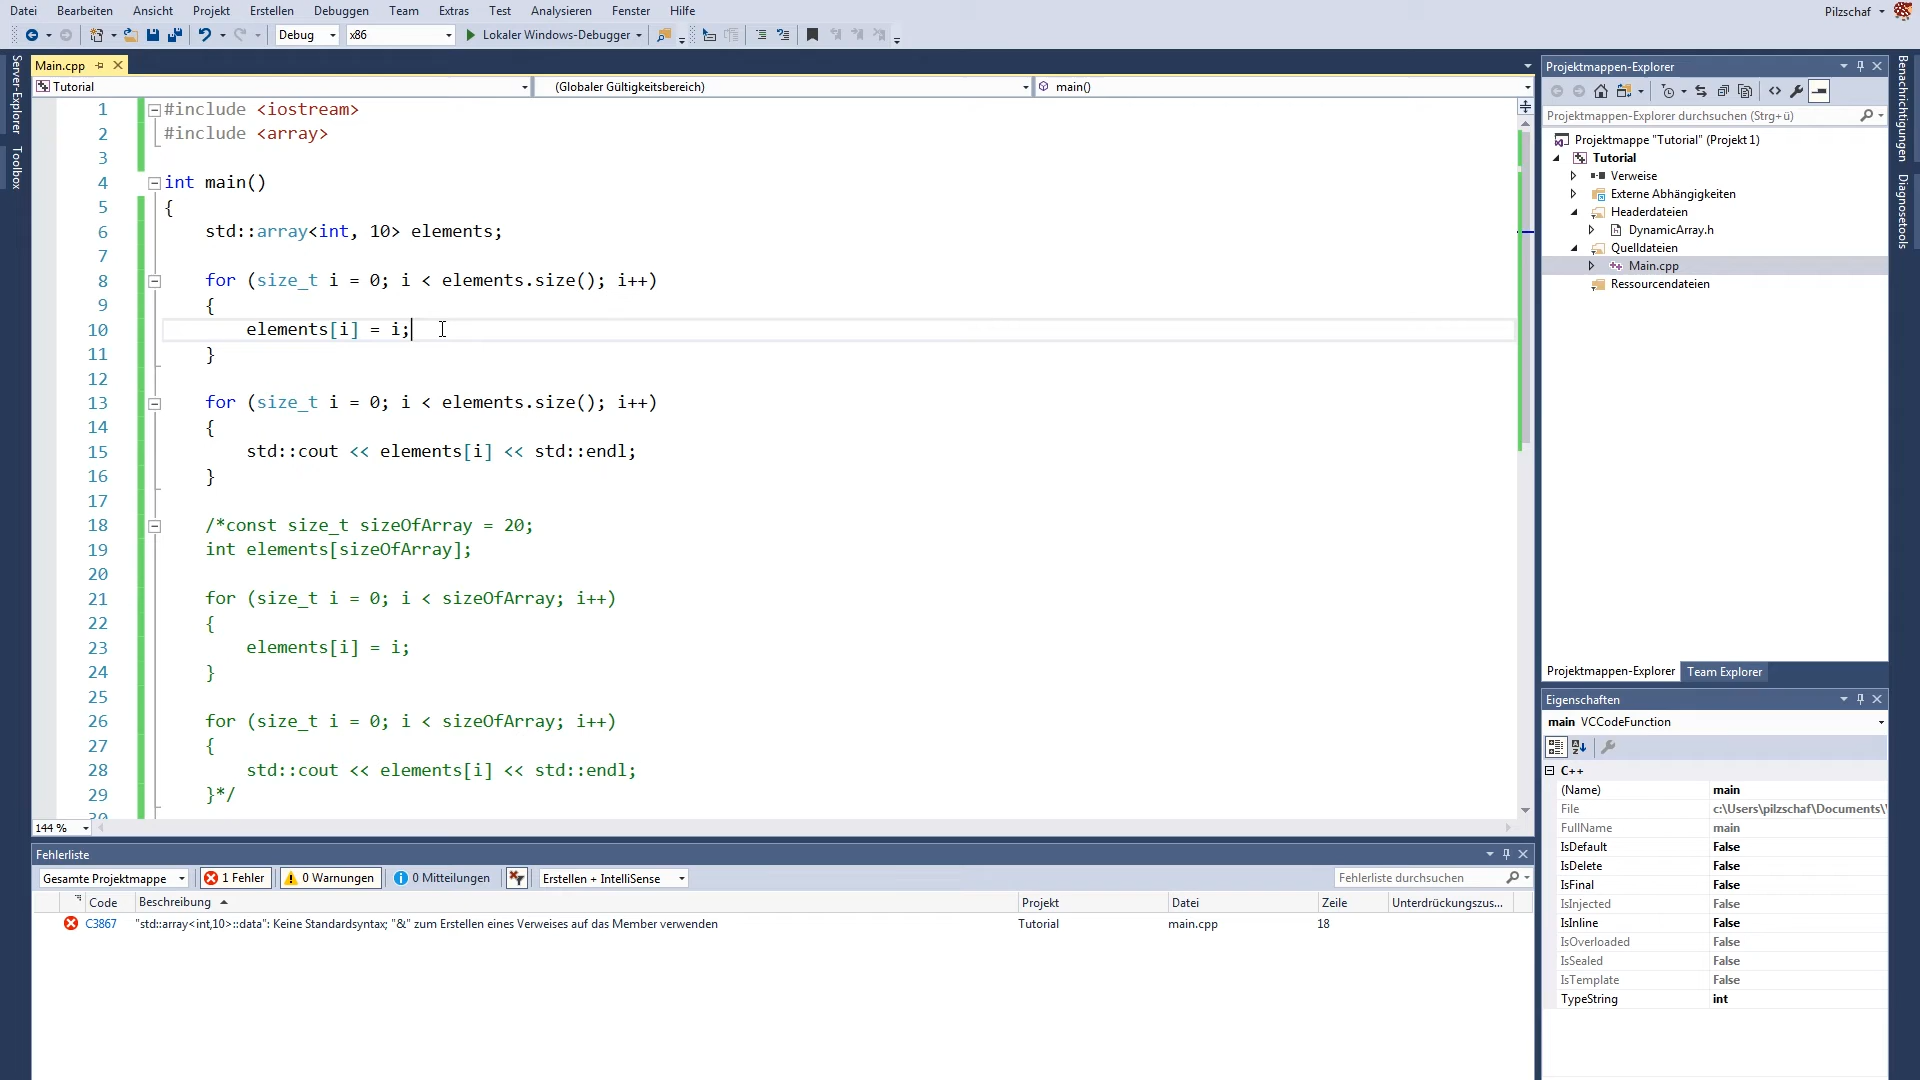 Datei Bearbeiten Ansicht Projekt Erstellen Debuggen Team Extras Test Analysieren Fenster Hilfe Pilzschaf
Debug x86 Lokaler Windows-Debugger
Server-Explorer
Toolbox
Main.cpp
Tutorial (Globaler Gültigkeitsbereich) main()
1 #include <iostream>
2 #include <array>
3
4 int main()
5 {
6 std::array<int, 10> elements;
7
8 for (size_t i = 0; i < elements.size(); i++)
9 {
10 elements[i] = i;
11 }
12
13 for (size_t i = 0; i < elements.size(); i++)
14 {
15 std::cout << elements[i] << std::endl;
16 }
17
18 /*const size_t sizeOfArray = 20;
19 int elements[sizeOfArray];
20
21 for (size_t i = 0; i < sizeOfArray; i++)
22 {
23 elements[i] = i;
24 }
25
26 for (size_t i = 0; i < sizeOfArray; i++)
27 {
28 std::cout << elements[i] << std::endl;
29 }*/
30
144 %
Fehlerliste
Gesamte Projektmappe 1 Fehler 0 Warnungen 0 Mitteilungen Erstellen + IntelliSense Fehlerliste durchsuchen
Code Beschreibung Projekt Datei Zeile Unterdrückungszus...
C3867 "std::array<int,10>::data": Keine Standardsyntax; "&" zum Erstellen eines Verweises auf das Member verwenden Tutorial main.cpp 18
Projektmappen-Explorer
Projektmappen-Explorer durchsuchen (Strg+ü)
Projektmappe "Tutorial" (Projekt 1)
Tutorial
Verweise
Externe Abhängigkeiten
Headerdateien
DynamicArray.h
Quelldateien
Main.cpp
Ressourcendateien
Projektmappen-Explorer Team Explorer
Eigenschaften
main VCCodeFunction
C++
(Name) main
File c:\Users\pilzschaf\Documents\
FullName main
IsDefault False
IsDelete False
IsFinal False
IsInjected False
IsInline False
IsOverloaded False
IsSealed False
IsTemplate False
TypeString int
Benachrichtigungen
Diagnosetools